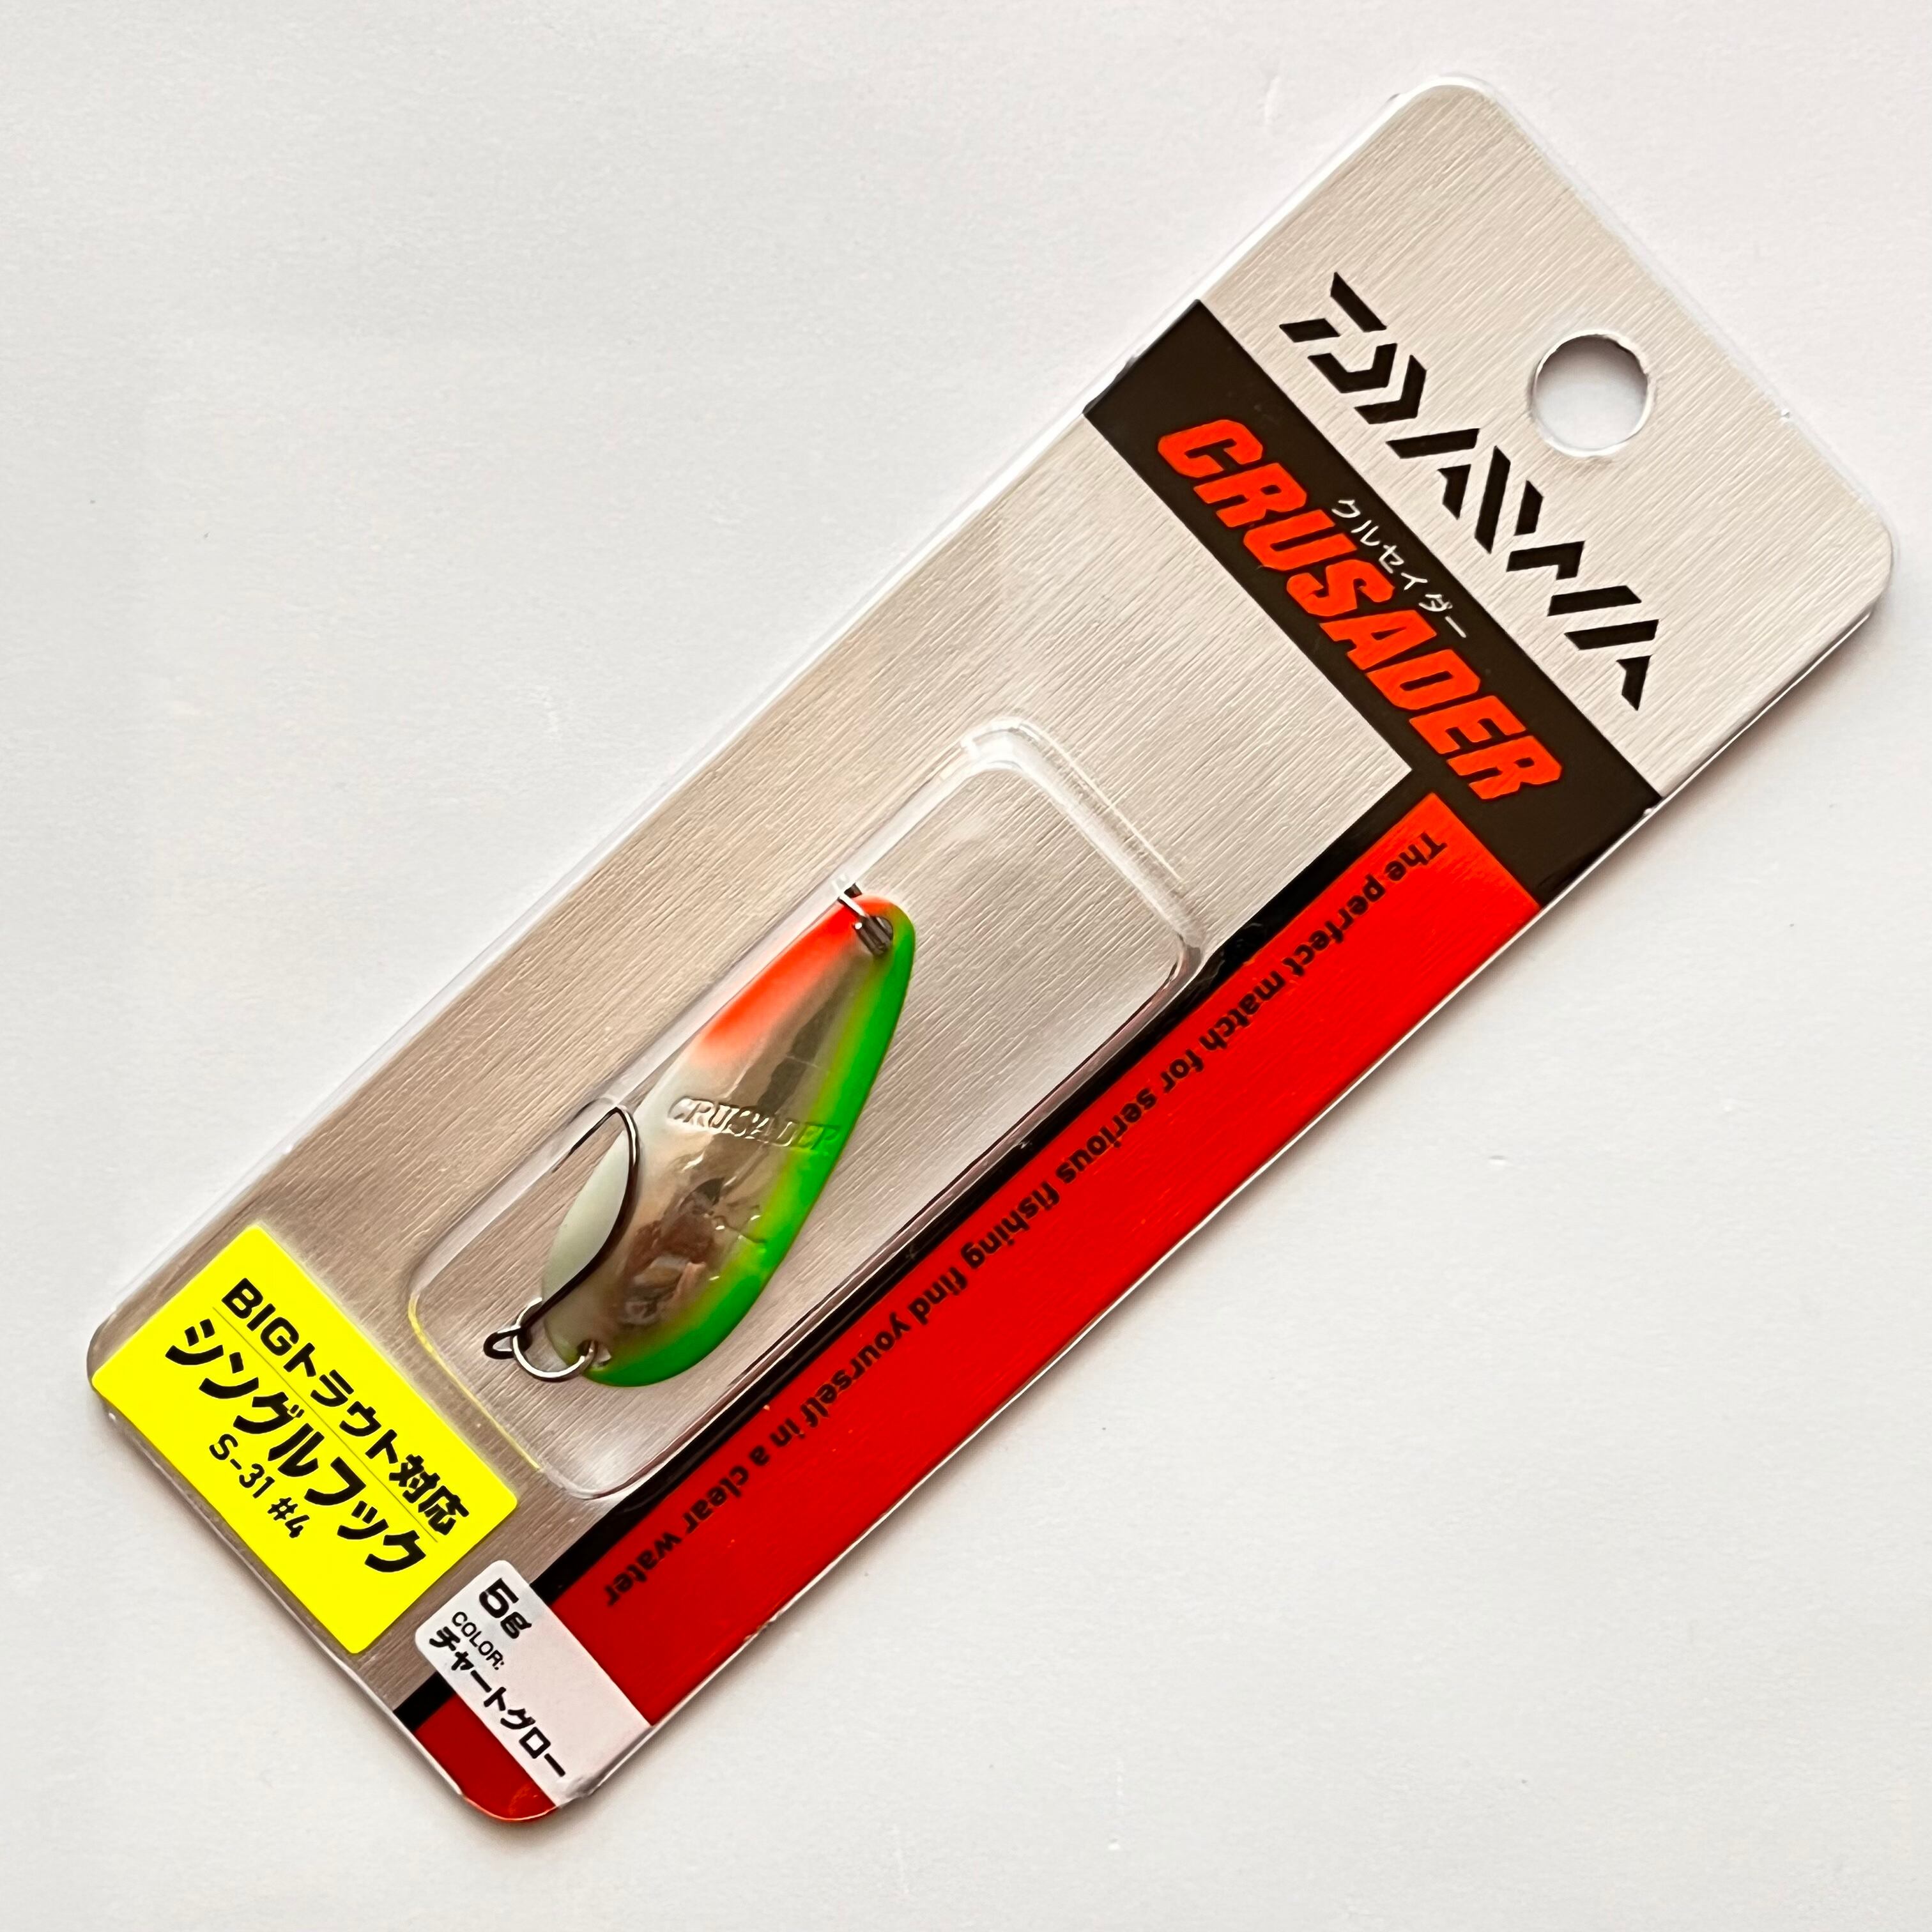 DAIWA
クルセイダー
CRUSADER
The perfect match for serious fishing find yourself in a clear water
CRUSADER
BIGトラウト対応
シングルフック
S-31 #4
5g
COLOR:
チャートグロー